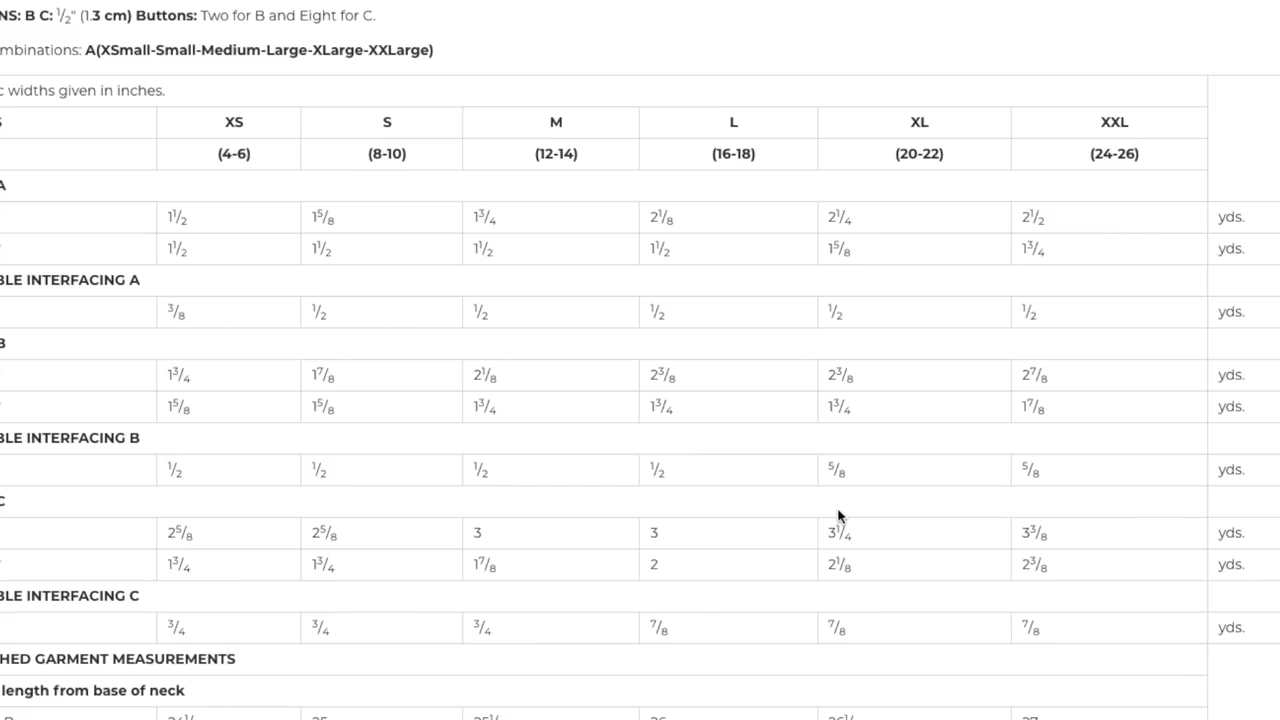 NS: B C: 1/2" (1.3 cm) Buttons: Two for B and Eight for C.
mbinations: A(XSmall-Small-Medium-Large-XLarge-XXLarge)
c widths given in inches.
S XS S M L XL XXL
(4-6) (8-10) (12-14) (16-18) (20-22) (24-26)
A
1 1/2 1 5/8 1 3/4 2 1/8 2 1/4 2 1/2 yds.
1 1/2 1 1/2 1 1/2 1 1/2 1 5/8 1 3/4 yds.
BLE INTERFACING A
3/8 1/2 1/2 1/2 1/2 1/2 yds.
B
1 3/4 1 7/8 2 1/8 2 3/8 2 3/8 2 7/8 yds.
1 5/8 1 5/8 1 3/4 1 3/4 1 3/4 1 7/8 yds.
BLE INTERFACING B
1/2 1/2 1/2 1/2 5/8 5/8 yds.
C
2 5/8 2 5/8 3 3 3 1/4 3 3/8 yds.
1 3/4 1 3/4 1 7/8 2 2 1/8 2 3/8 yds.
BLE INTERFACING C
3/4 3/4 3/4 7/8 7/8 7/8 yds.
HED GARMENT MEASUREMENTS
length from base of neck